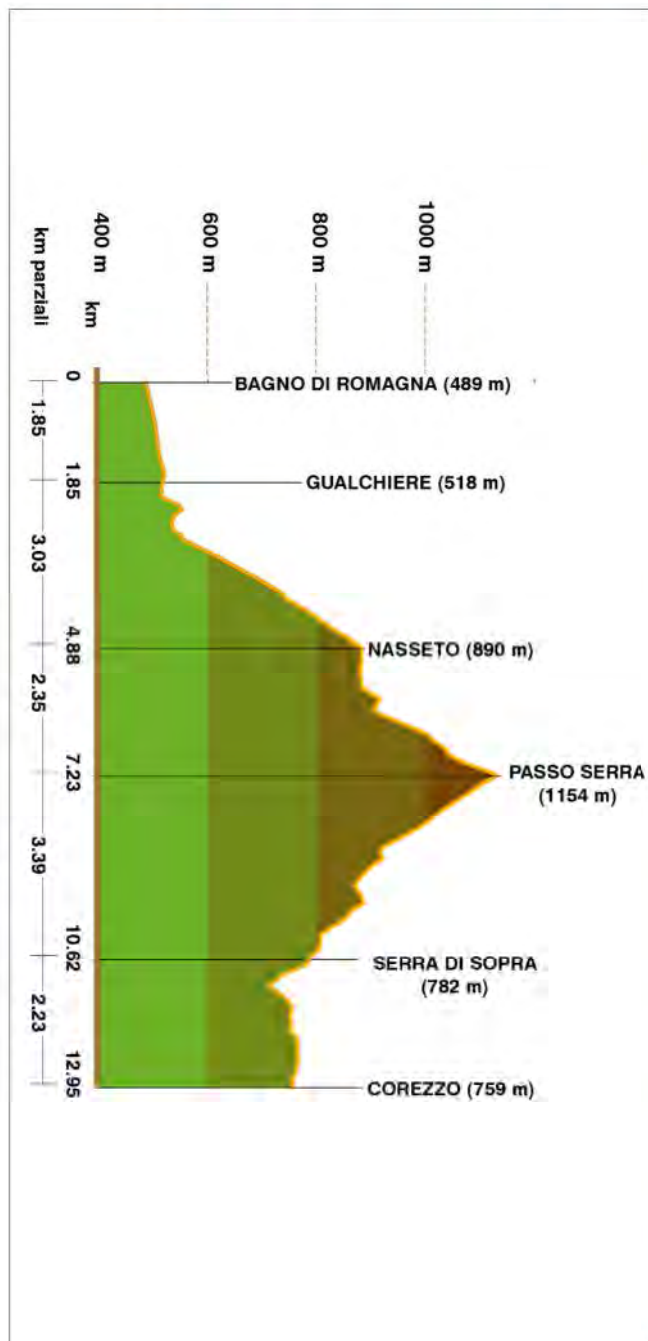 400 m
600 m
800 m
1000 m
km parziali
km
0
1.85
4.88
7.23
10.62
12.95
1.85
3.03
2.35
3.39
2.23
BAGNO DI ROMAGNA (489 m)
GUALCHIERE (518 m)
NASSETO (890 m)
PASSO SERRA
(1154 m)
SERRA DI SOPRA
(782 m)
COREZZO (759 m)